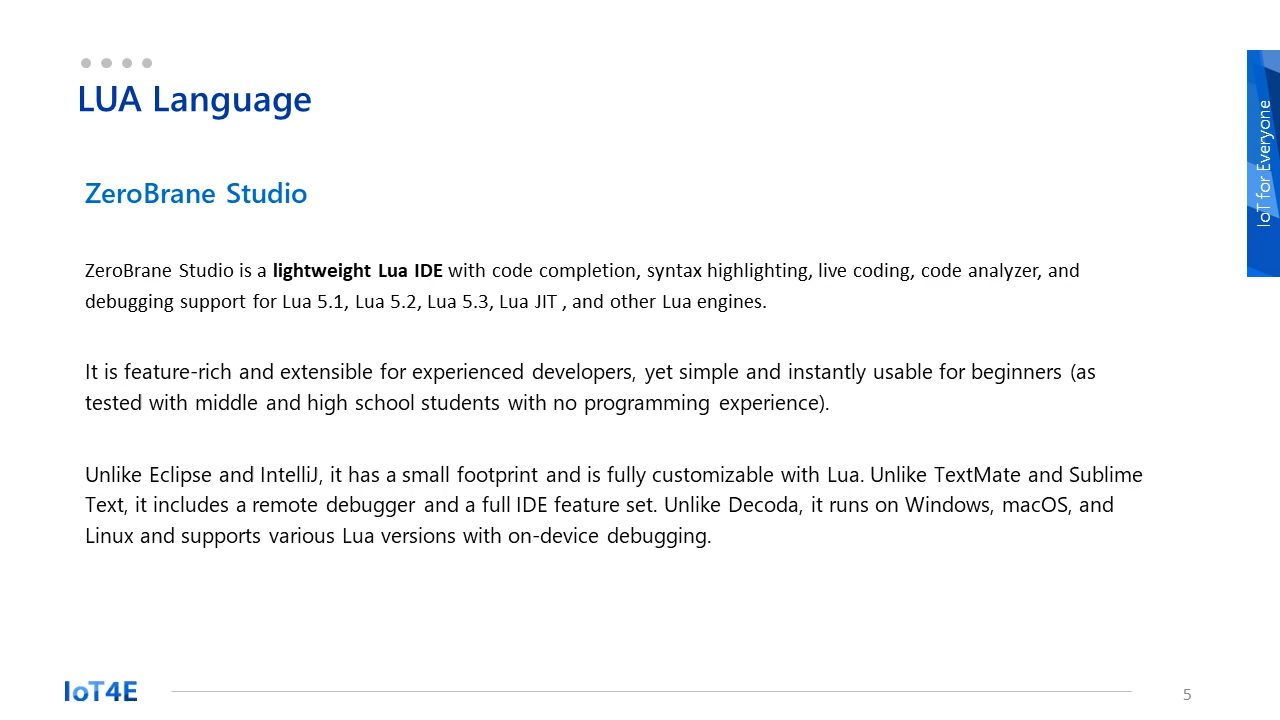 LUA Language
IoT for Everyone
ZeroBrane Studio
ZeroBrane Studio is a lightweight Lua IDE with code completion, syntax highlighting, live coding, code analyzer, and
debugging support for Lua 5.1, Lua 5.2, Lua 5.3, Lua JIT , and other Lua engines.
It is feature-rich and extensible for experienced developers, yet simple and instantly usable for beginners (as
tested with middle and high school students with no programming experience).
Unlike Eclipse and IntelliJ, it has a small footprint and is fully customizable with Lua. Unlike TextMate and Sublime
Text, it includes a remote debugger and a full IDE feature set. Unlike Decoda, it runs on Windows, macOS, and
Linux and supports various Lua versions with on-device debugging.
IoT4E
5